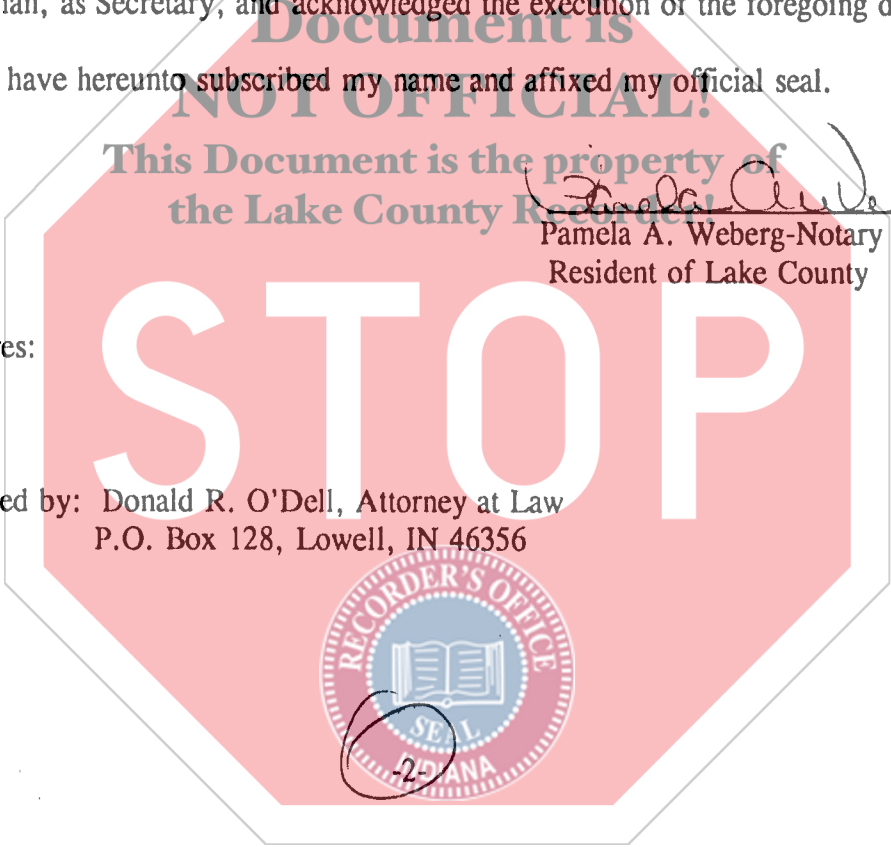 nan, as Secretary, and acknowledged the execution of the foregoing d
Document is
have hereunto subscribed my name and affixed my official seal.
NOT OFFICIAL!
This Document is the property of
the Lake County Recorder!
Pamela A. Weberg-Notary
Resident of Lake County
es:
STOP
ed by: Donald R. O'Dell, Attorney at Law
P.O. Box 128, Lowell, IN 46356
RECORDER'S OFFICE
SEAL
INDIANA
-2-